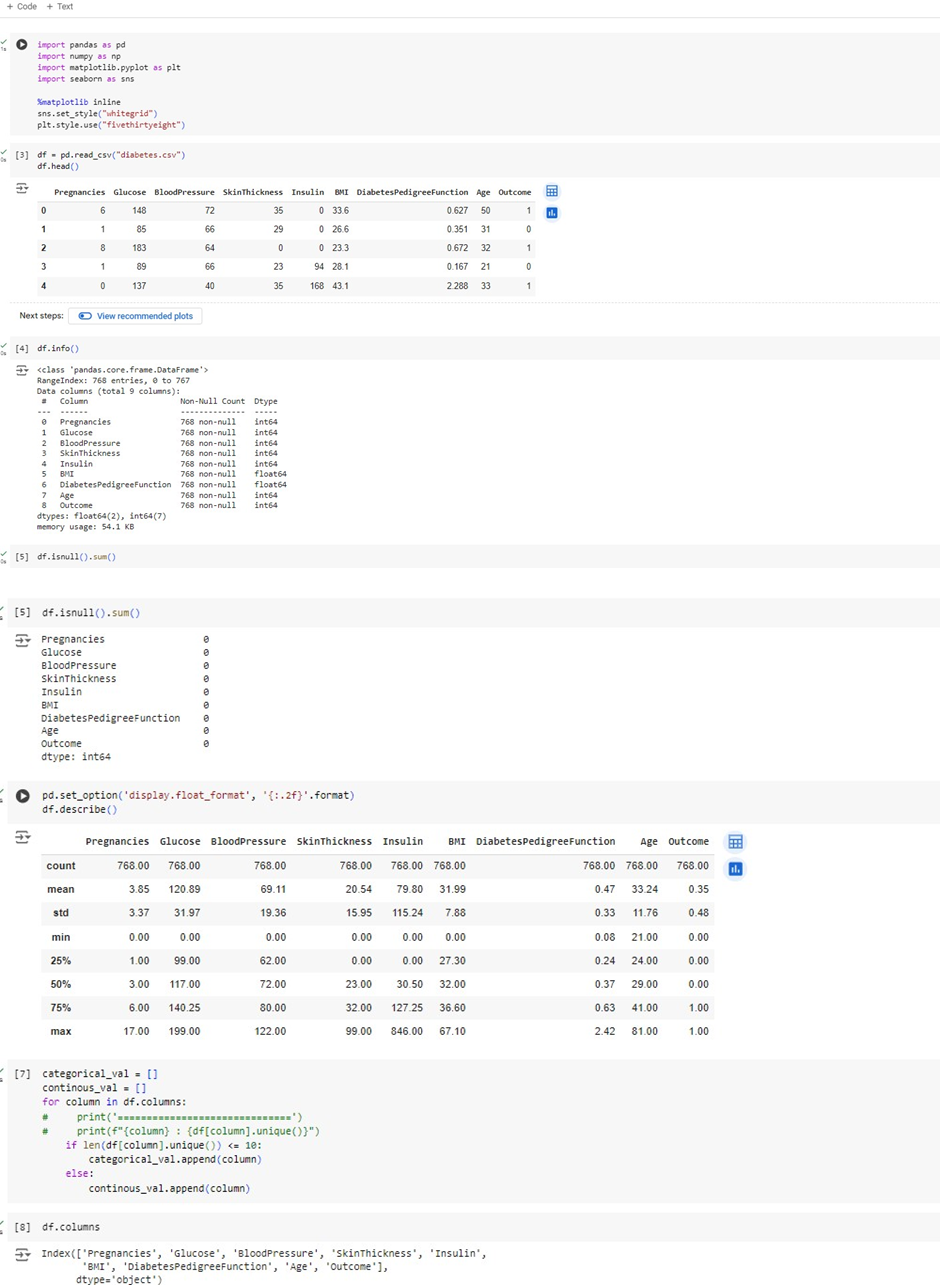 + Code + Text
1s
import pandas as pd
import numpy as np
import matplotlib.pyplot as plt
import seaborn as sns
%matplotlib inline
sns.set_style("whitegrid")
plt.style.use("fivethirtyeight")
0s
[3] df = pd.read_csv("diabetes.csv")
df.head()
Pregnancies Glucose BloodPressure SkinThickness Insulin BMI DiabetesPedigreeFunction Age Outcome
0 6 148 72 35 0 33.6 0.627 50 1
1 1 85 66 29 0 26.6 0.351 31 0
2 8 183 64 0 0 23.3 0.672 32 1
3 1 89 66 23 94 28.1 0.167 21 0
4 0 137 40 35 168 43.1 2.288 33 1
Next steps: View recommended plots
0s
[4] df.info()
<class 'pandas.core.frame.DataFrame'>
RangeIndex: 768 entries, 0 to 767
Data columns (total 9 columns):
# Column Non-Null Count Dtype
--- ------ -------------- -----
0 Pregnancies 768 non-null int64
1 Glucose 768 non-null int64
2 BloodPressure 768 non-null int64
3 SkinThickness 768 non-null int64
4 Insulin 768 non-null int64
5 BMI 768 non-null float64
6 DiabetesPedigreeFunction 768 non-null float64
7 Age 768 non-null int64
8 Outcome 768 non-null int64
dtypes: float64(2), int64(7)
memory usage: 54.1 KB
0s
[5] df.isnull().sum()
[5] df.isnull().sum()
Pregnancies 0
Glucose 0
BloodPressure 0
SkinThickness 0
Insulin 0
BMI 0
DiabetesPedigreeFunction 0
Age 0
Outcome 0
dtype: int64
pd.set_option('display.float_format', '{:.2f}'.format)
df.describe()
Pregnancies Glucose BloodPressure SkinThickness Insulin BMI DiabetesPedigreeFunction Age Outcome
count 768.00 768.00 768.00 768.00 768.00 768.00 768.00 768.00 768.00
mean 3.85 120.89 69.11 20.54 79.80 31.99 0.47 33.24 0.35
std 3.37 31.97 19.36 15.95 115.24 7.88 0.33 11.76 0.48
min 0.00 0.00 0.00 0.00 0.00 0.00 0.08 21.00 0.00
25% 1.00 99.00 62.00 0.00 0.00 27.30 0.24 24.00 0.00
50% 3.00 117.00 72.00 23.00 30.50 32.00 0.37 29.00 0.00
75% 6.00 140.25 80.00 32.00 127.25 36.60 0.63 41.00 1.00
max 17.00 199.00 122.00 99.00 846.00 67.10 2.42 81.00 1.00
[7] categorical_val = []
continous_val = []
for column in df.columns:
# print('==============================')
# print(f"{column} : {df[column].unique()}")
if len(df[column].unique()) <= 10:
categorical_val.append(column)
else:
continous_val.append(column)
[8] df.columns
Index(['Pregnancies', 'Glucose', 'BloodPressure', 'SkinThickness', 'Insulin',
'BMI', 'DiabetesPedigreeFunction', 'Age', 'Outcome'],
dtype='object')